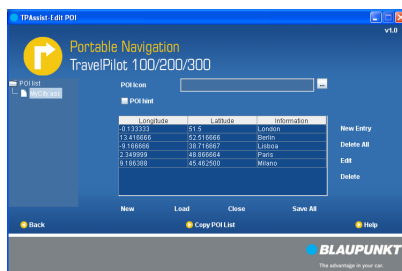 TPAssist-Edit POI
v1.0
Portable Navigation
TravelPilot 100/200/300
POI list
POI Icon
...
POI hint
Longitude Latitude Information
-0.133333 51.5 London
13.416666 52.516666 Berlin
-9.166666 38.716667 Lisboa
2.349999 48.866664 Paris
9.186380 45.462500 Milano
New Entry
Delete All
Edit
Delete
New Load Close Save All
Back Copy POI List Help
BLAUPUNKT
The advantage in your car.